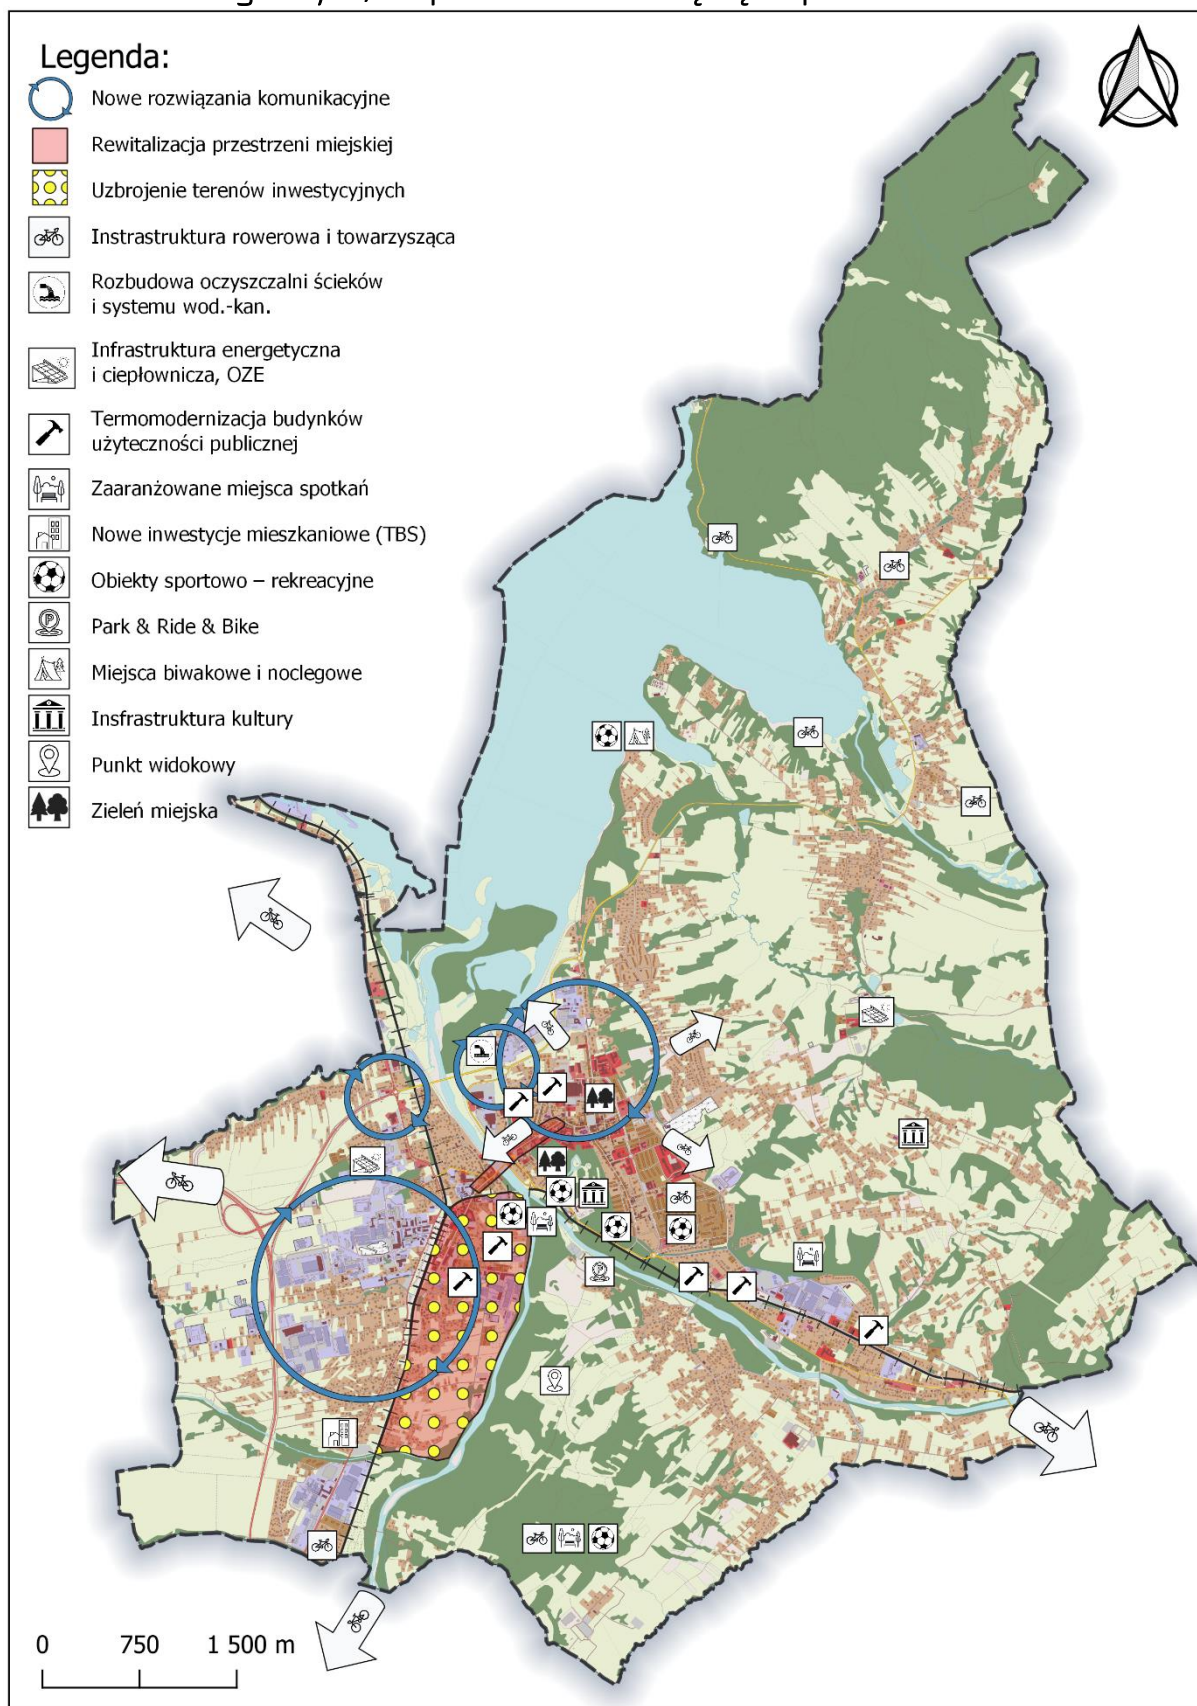 Legenda:
Nowe rozwiązania komunikacyjne
Rewitalizacja przestrzeni miejskiej
Uzbrojenie terenów inwestycyjnych
Instrastruktura rowerowa i towarzysząca
Rozbudowa oczyszczalni ścieków
i systemu wod.-kan.
Infrastruktura energetyczna
i ciepłownicza, OZE
Termomodernizacja budynków
użyteczności publicznej
Zaaranżowane miejsca spotkań
Nowe inwestycje mieszkaniowe (TBS)
Obiekty sportowo – rekreacyjne
Park & Ride & Bike
Miejsca biwakowe i noclegowe
Insfrastruktura kultury
Punkt widokowy
Zieleń miejska
0 750 1 500 m